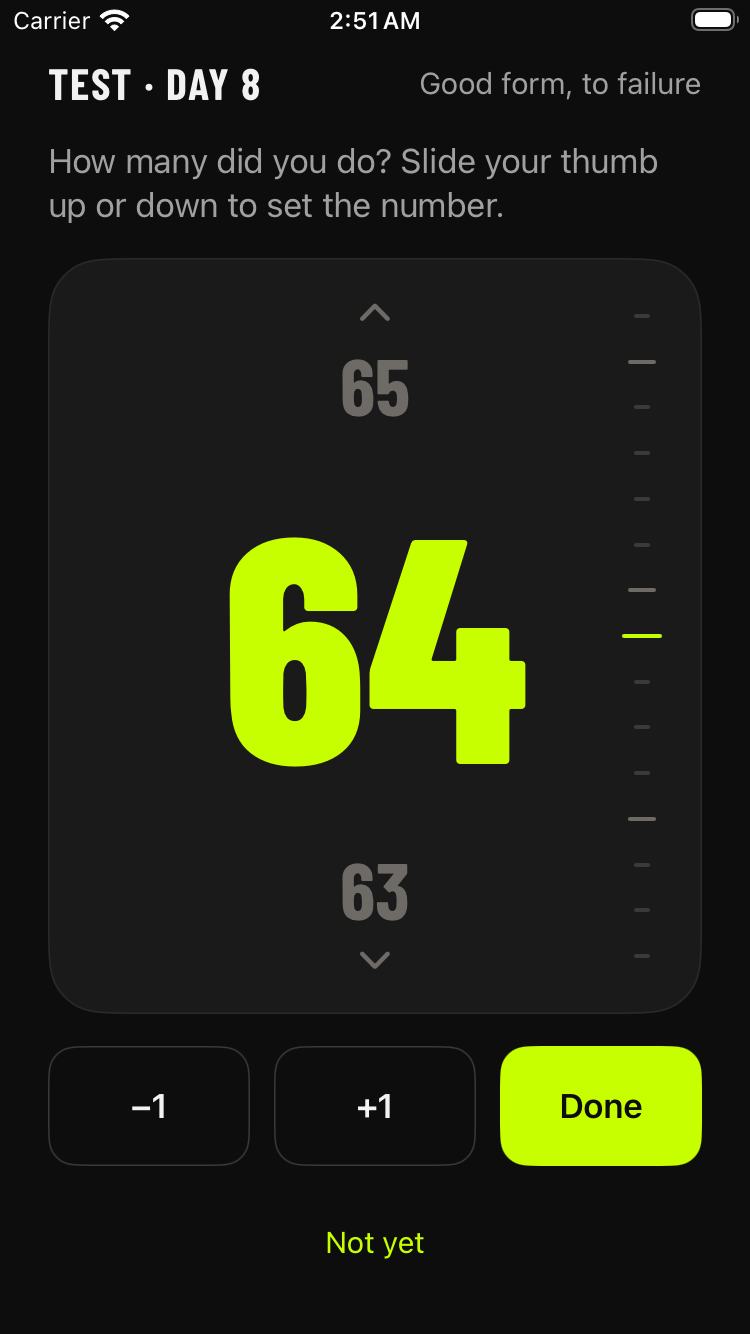 Carrier 2:51 AM
TEST · DAY 8 Good form, to failure
How many did you do? Slide your thumb
up or down to set the number.
65
64
63
−1 +1 Done
Not yet